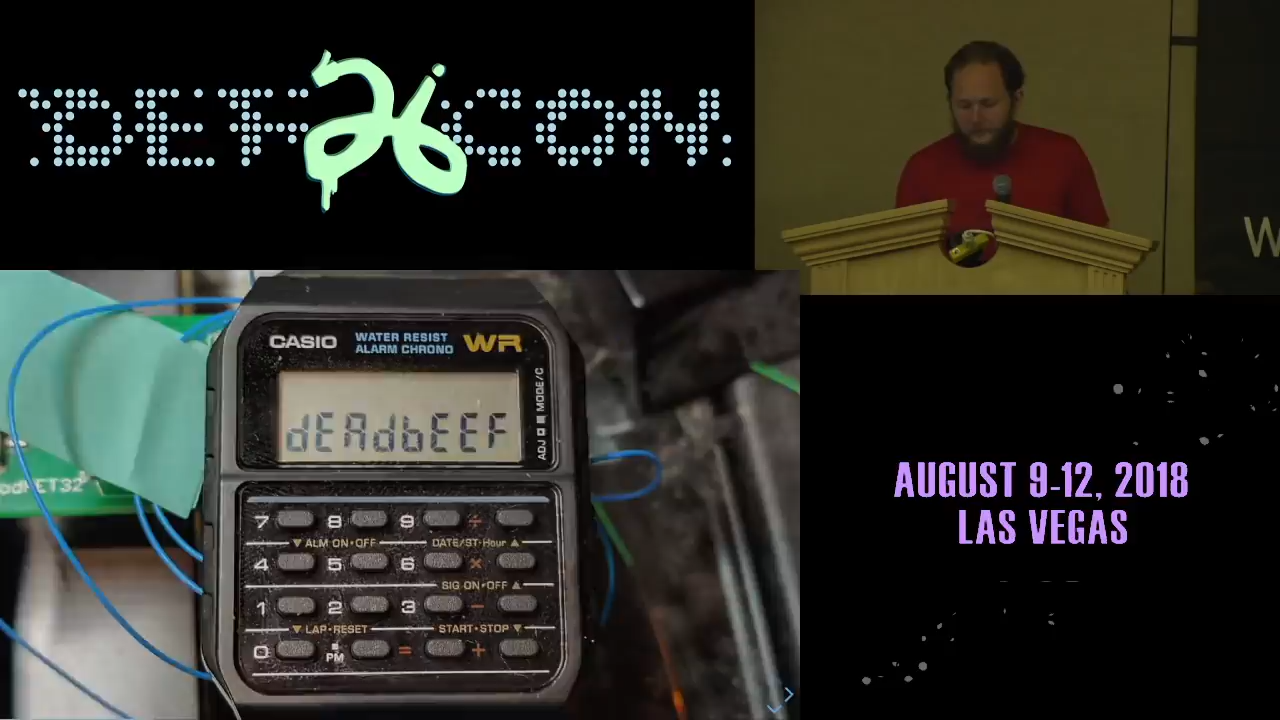 DEF 26 CON
W
CASIO
WATER RESIST
ALARM CHRONO
WR
dEAdbEEF
ADJ MODE/C
7 8 9 ÷
▼ ALM ON•OFF DATE/ST•Hour ▲
4 5 6 ×
SIG ON•OFF ▲
1 2 3 −
▼ LAP•RESET START•STOP ▼
0 PM = +
AUGUST 9-12, 2018
LAS VEGAS